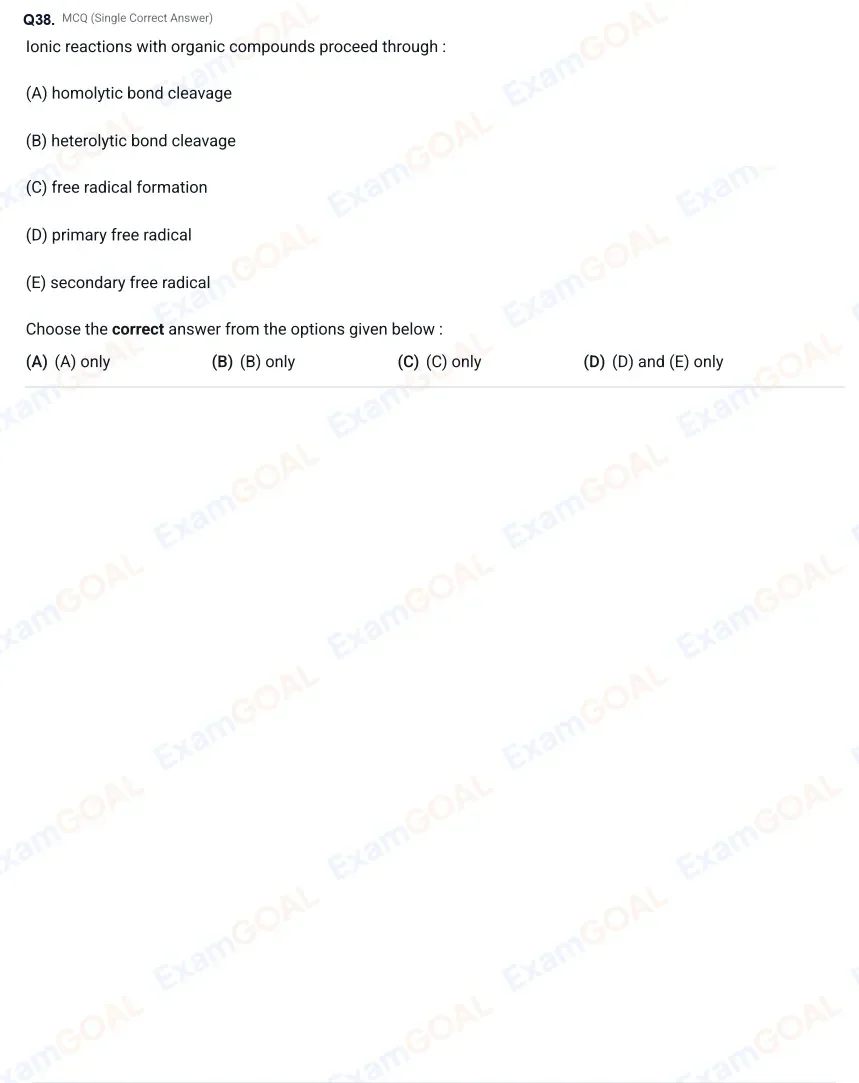 Q38. MCQ (Single Correct Answer)
Ionic reactions with organic compounds proceed through :
(A) homolytic bond cleavage
(B) heterolytic bond cleavage
(C) free radical formation
(D) primary free radical
(E) secondary free radical
Choose the correct answer from the options given below :
(A) (A) only (B) (B) only (C) (C) only (D) (D) and (E) only
ExamGOAL